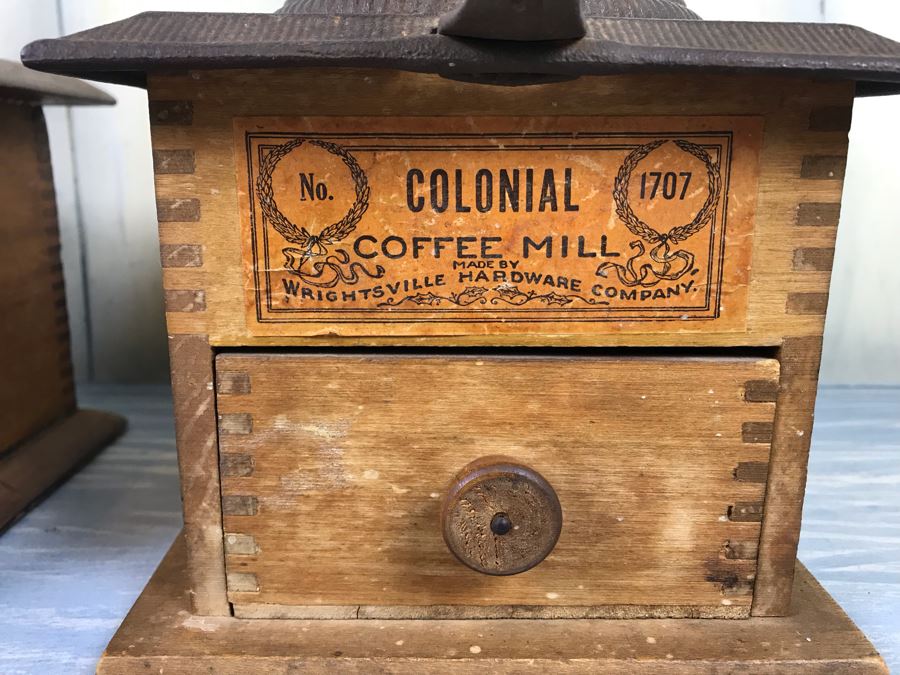 No. COLONIAL 1707
COFFEE MILL
MADE BY
WRIGHTSVILLE HARDWARE COMPANY.